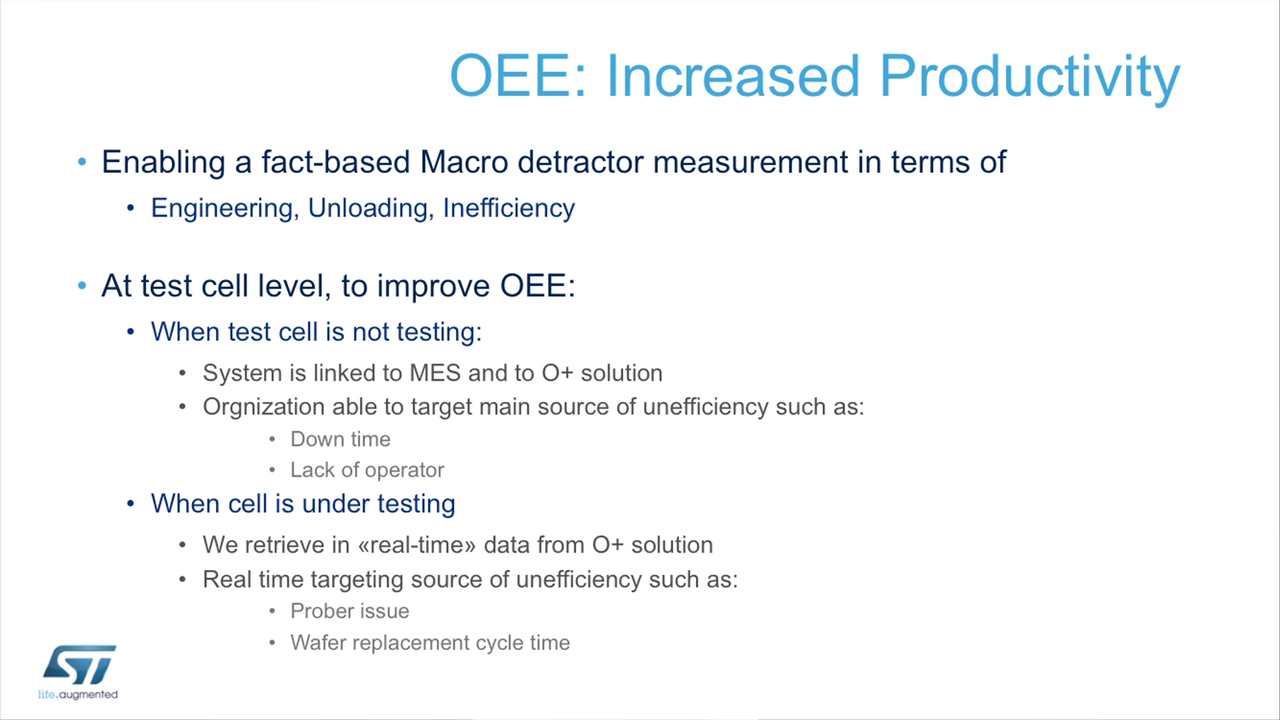 OEE: Increased Productivity
• Enabling a fact-based Macro detractor measurement in terms of
• Engineering, Unloading, Inefficiency
• At test cell level, to improve OEE:
• When test cell is not testing:
• System is linked to MES and to O+ solution
• Orgnization able to target main source of unefficiency such as:
• Down time
• Lack of operator
• When cell is under testing
• We retrieve in «real-time» data from O+ solution
• Real time targeting source of unefficiency such as:
• Prober issue
• Wafer replacement cycle time
ST
life.augmented